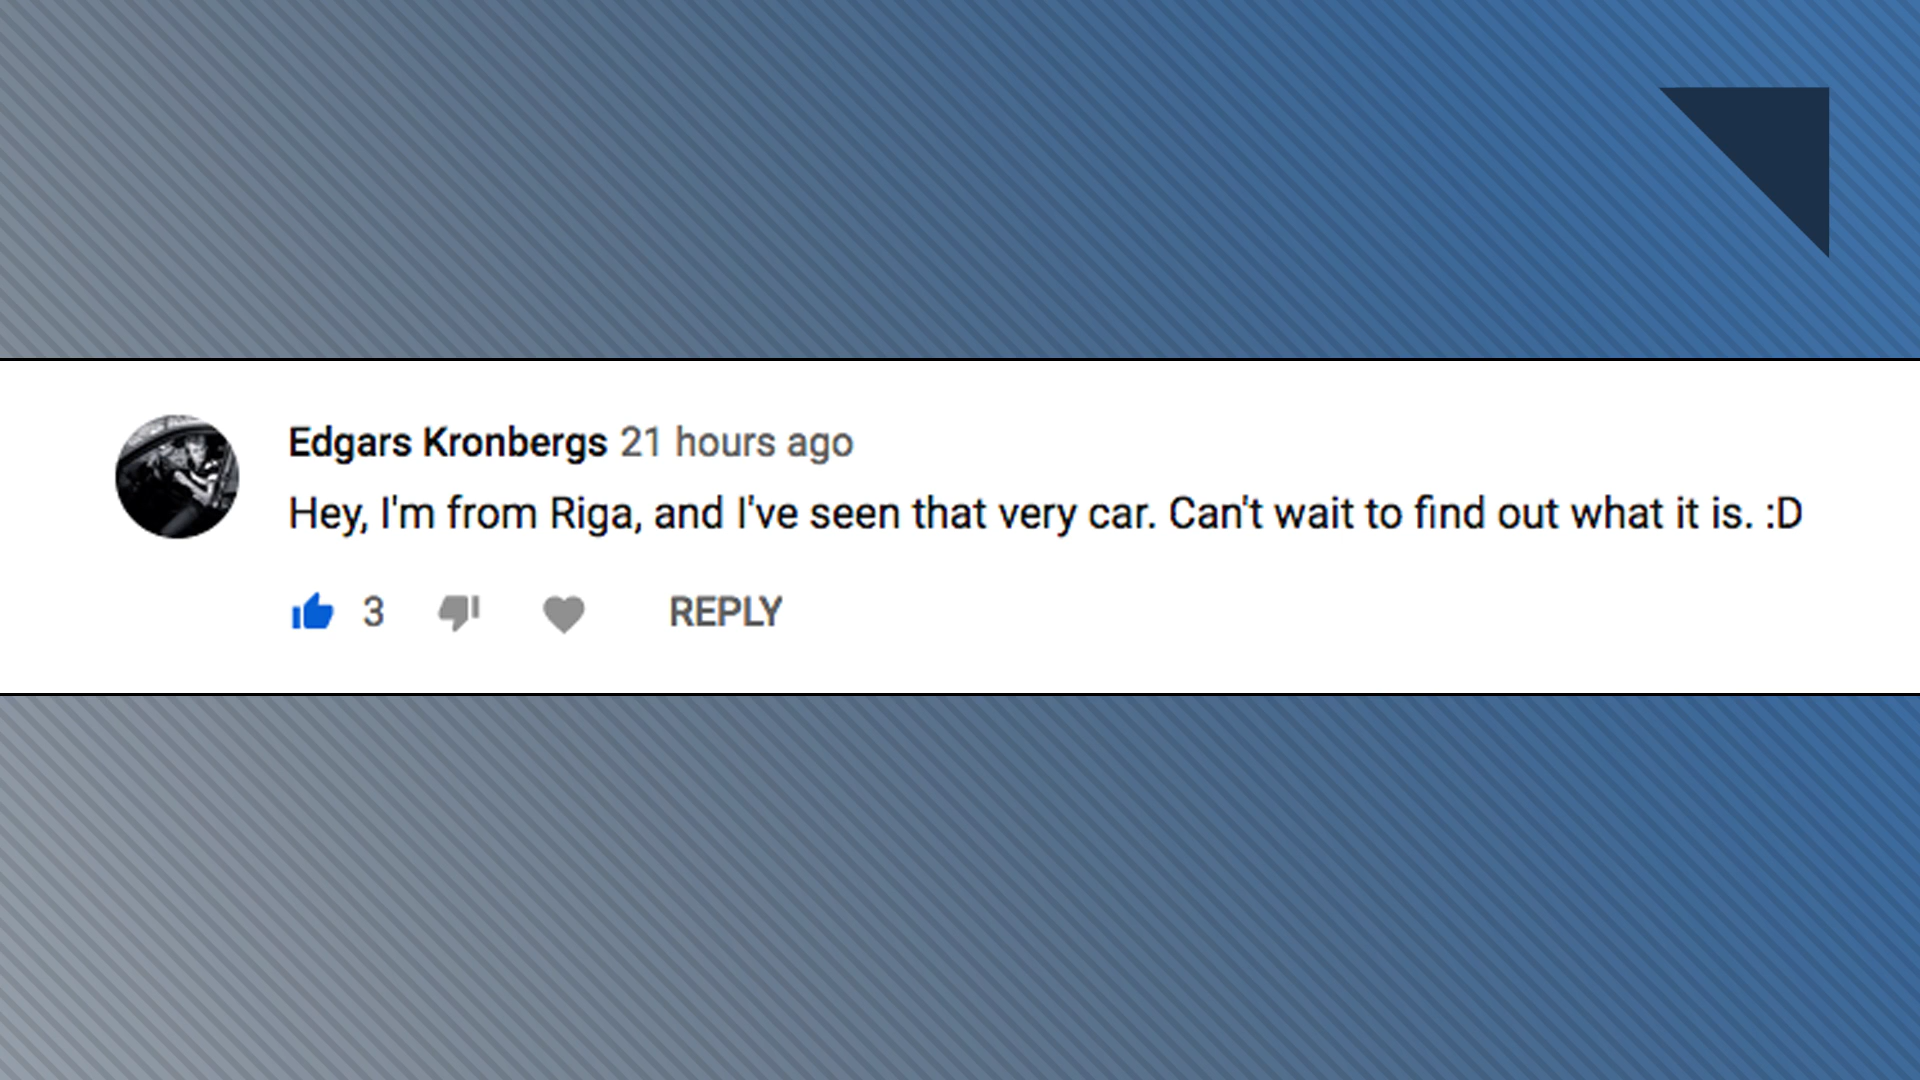 Edgars Kronbergs 21 hours ago
Hey, I'm from Riga, and I've seen that very car. Can't wait to find out what it is. :D
3 REPLY